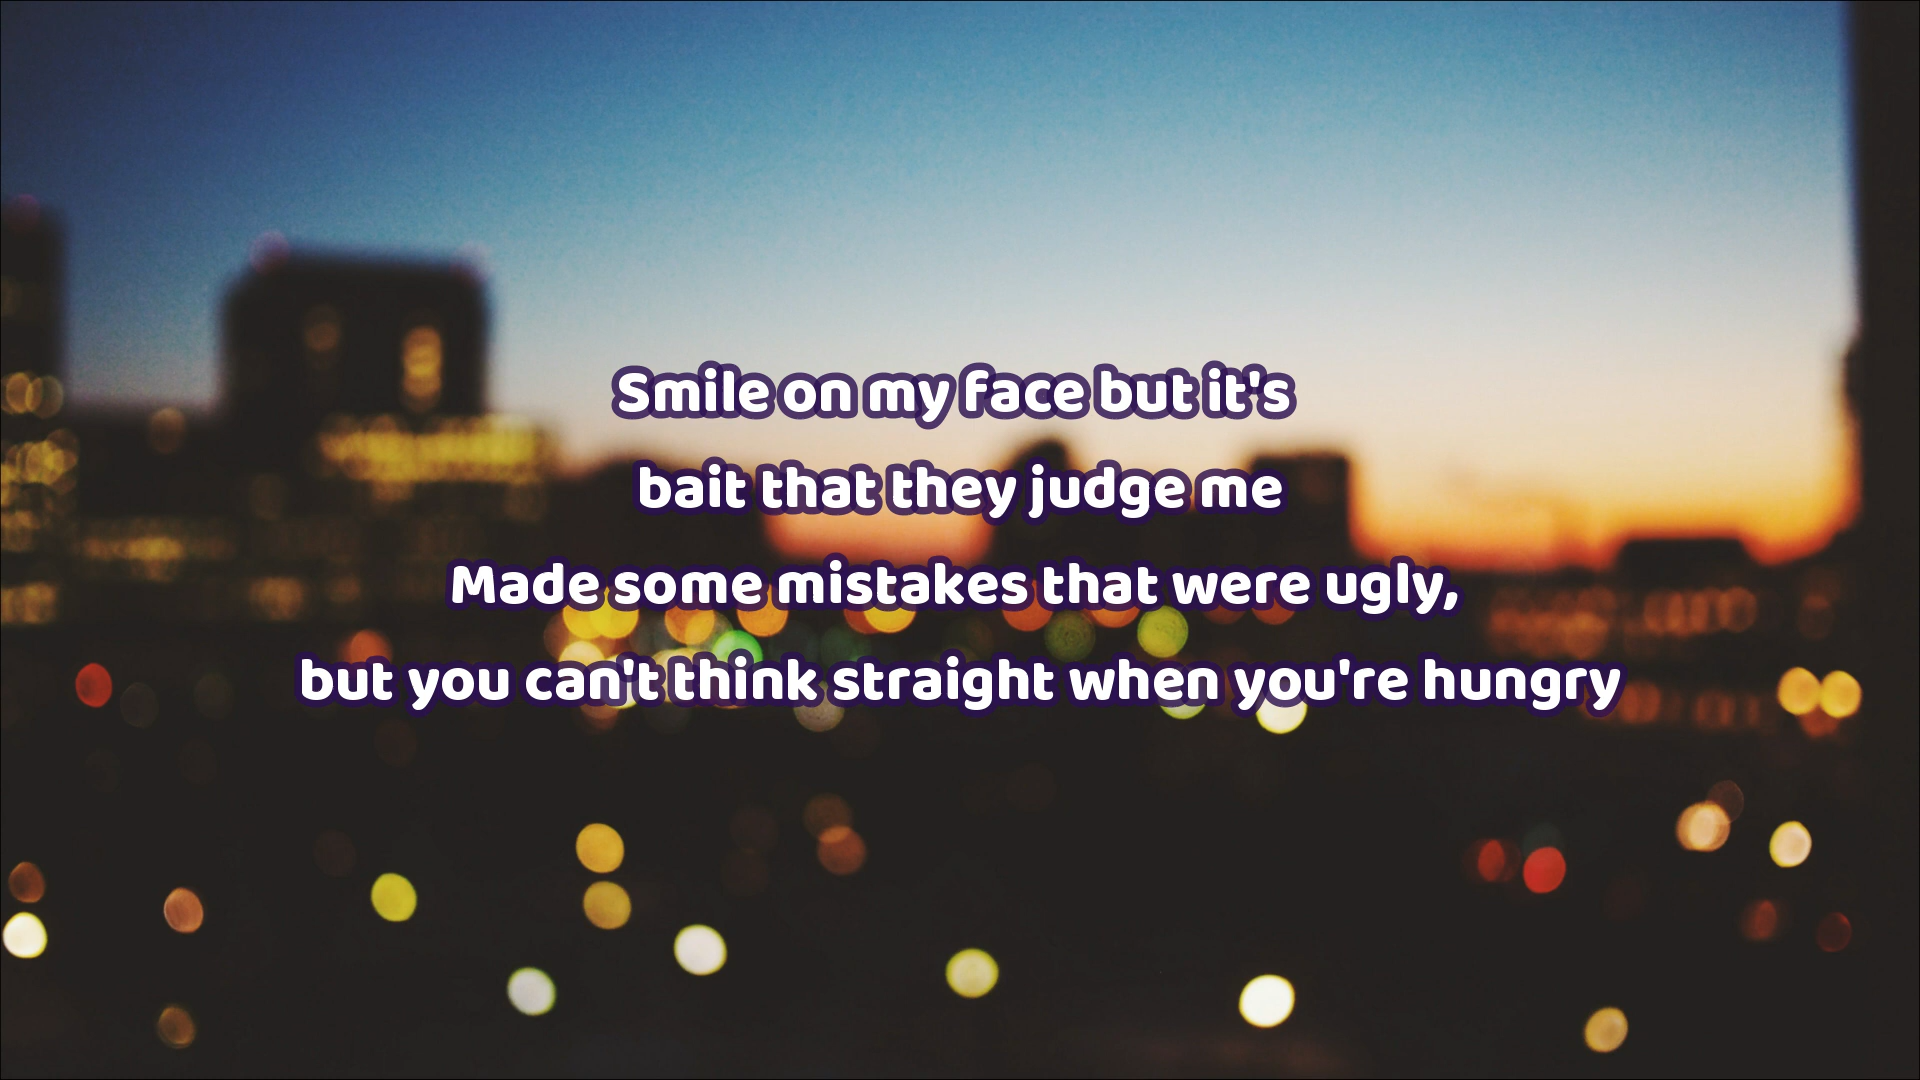 Smile on my face but it's
bait that they judge me
Made some mistakes that were ugly,
but you can't think straight when you're hungry